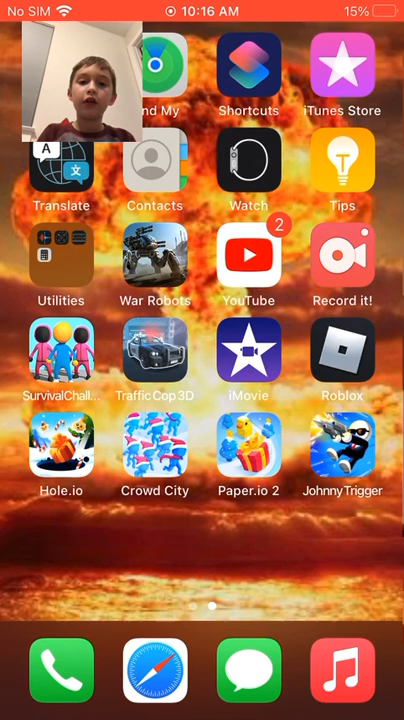 No SIM 10:16 AM 15%
nd My Shortcuts iTunes Store
A 文
Translate Contacts Watch Tips
2
Utilities War Robots YouTube Record it!
SurvivalChall... Traffic Cop 3D iMovie Roblox
Hole.io Crowd City Paper.io 2 JohnnyTrigger